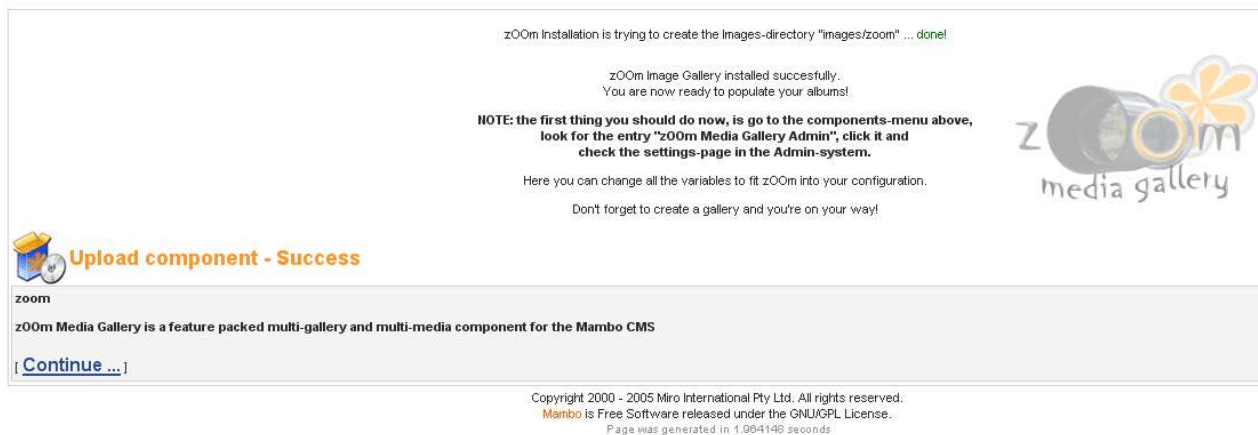 zOOm Installation is trying to create the Images-directory "images/zoom" ... done!
zOOm Image Gallery installed succesfully.
You are now ready to populate your albums!
NOTE: the first thing you should do now, is go to the components-menu above,
look for the entry "zOOm Media Gallery Admin", click it and
check the settings-page in the Admin-system.
Here you can change all the variables to fit zOOm into your configuration.
Don't forget to create a gallery and you're on your way!
zoom
media gallery
Upload component - Success
zoom
zOOm Media Gallery is a feature packed multi-gallery and multi-media component for the Mambo CMS
[ Continue ... ]
Copyright 2000 - 2005 Miro International Pty Ltd. All rights reserved.
Mambo is Free Software released under the GNU/GPL License.
Page was generated in 1.964148 seconds